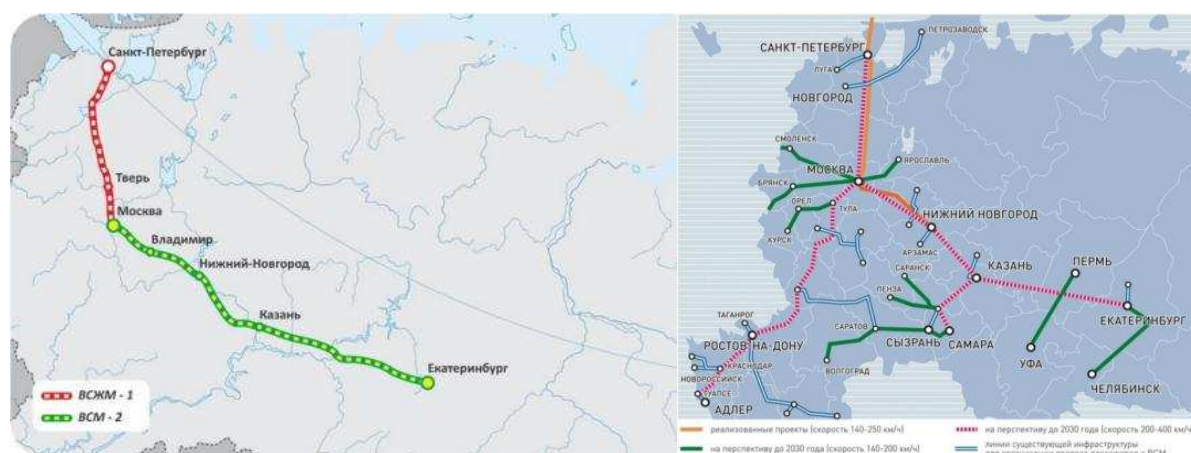 Санкт-Петербург
Тверь
Москва
Владимир
Нижний-Новгород
Казань
Екатеринбург
ВСЖМ - 1
ВСМ - 2
ПЕТРОЗАВОДСК
САНКТ-ПЕТЕРБУРГ
ЛУГА
НОВГОРОД
СМОЛЕНСК
МОСКВА
ЯРОСЛАВЛЬ
БРЯНСК
ОРЕЛ
ТУЛА
НИЖНИЙ НОВГОРОД
КУРСК
АРЗАМАС
САРАНСК
КАЗАНЬ
ПЕРМЬ
ПЕНЗА
ТАГАНРОГ
САРАТОВ
ЕКАТЕРИНБУРГ
РОСТОВ-НА-ДОНУ
СЫЗРАНЬ
САМАРА
УФА
КРАСНОДАР
ВОЛГОГРАД
НОВОРОССИЙСК
ЧЕЛЯБИНСК
ТУАПСЕ
АДЛЕР
реализованные проекты (скорость 140-250 км/ч)
на перспективу до 2030 года (скорость 200-400 км/ч)
на перспективу до 2030 года (скорость 140-200 км/ч)
линии существующей инфраструктуры